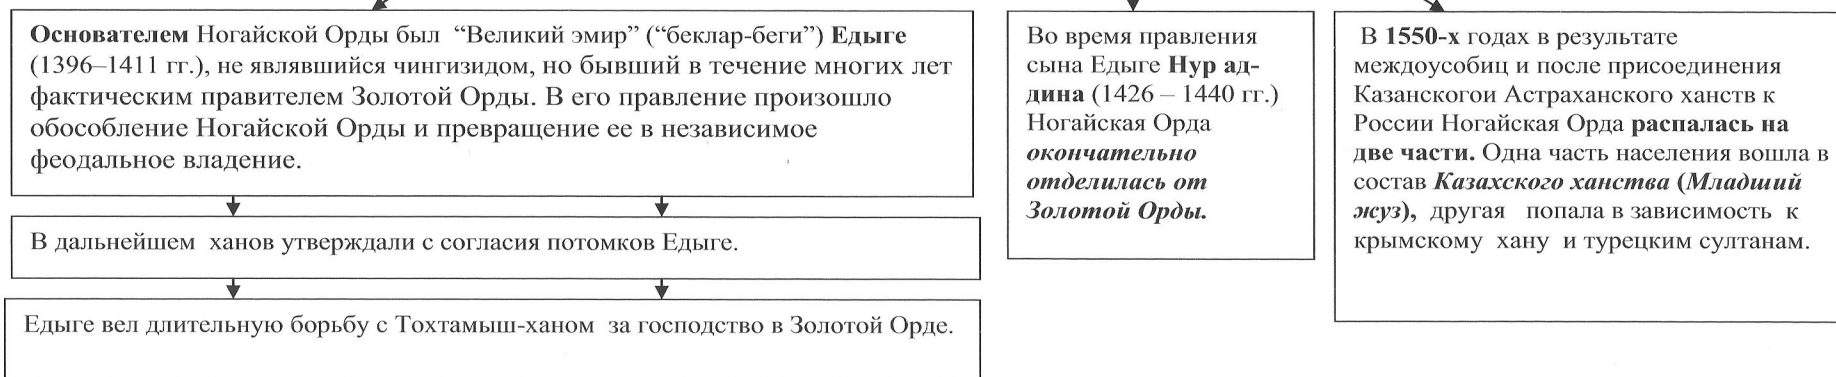 Основателем Ногайской Орды был “Великий эмир” (“беклар-беги”) Едыге
(1396–1411 гг.), не являвшийся чингизидом, но бывший в течение многих лет
фактическим правителем Золотой Орды. В его правление произошло
обособление Ногайской Орды и превращение ее в независимое
феодальное владение.
В дальнейшем ханов утверждали с согласия потомков Едыге.
Едыге вел длительную борьбу с Тохтамыш-ханом за господство в Золотой Орде.
Во время правления
сына Едыге Нур ад-
дина (1426 – 1440 гг.)
Ногайская Орда
окончательно
отделилась от
Золотой Орды.
В 1550-х годах в результате
междоусобиц и после присоединения
Казанскогои Астраханского ханств к
России Ногайская Орда распалась на
две части. Одна часть населения вошла в
состав Казахского ханства (Младший
жуз), другая попала в зависимость к
крымскому хану и турецким султанам.